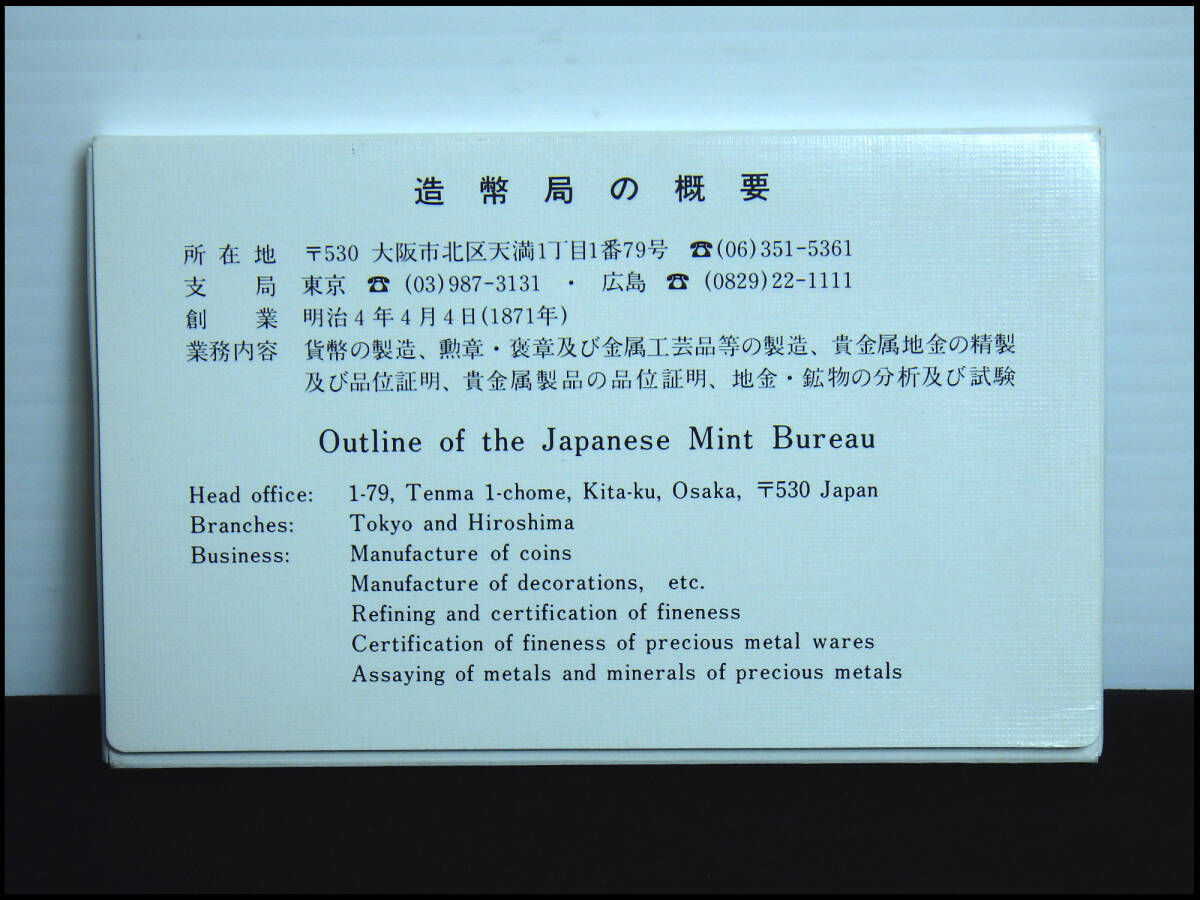 造幣局の概要
所在地 〒530 大阪市北区天満1丁目1番79号 ☎(06)351-5361
支局 東京 ☎ (03)987-3131 ・ 広島 ☎ (0829)22-1111
創業 明治4年4月4日(1871年)
業務内容 貨幣の製造、勲章・褒章及び金属工芸品等の製造、貴金属地金の精製
及び品位証明、貴金属製品の品位証明、地金・鉱物の分析及び試験
Outline of the Japanese Mint Bureau
Head office: 1-79, Tenma 1-chome, Kita-ku, Osaka, 〒530 Japan
Branches: Tokyo and Hiroshima
Business: Manufacture of coins
Manufacture of decorations, etc.
Refining and certification of fineness
Certification of fineness of precious metal wares
Assaying of metals and minerals of precious metals